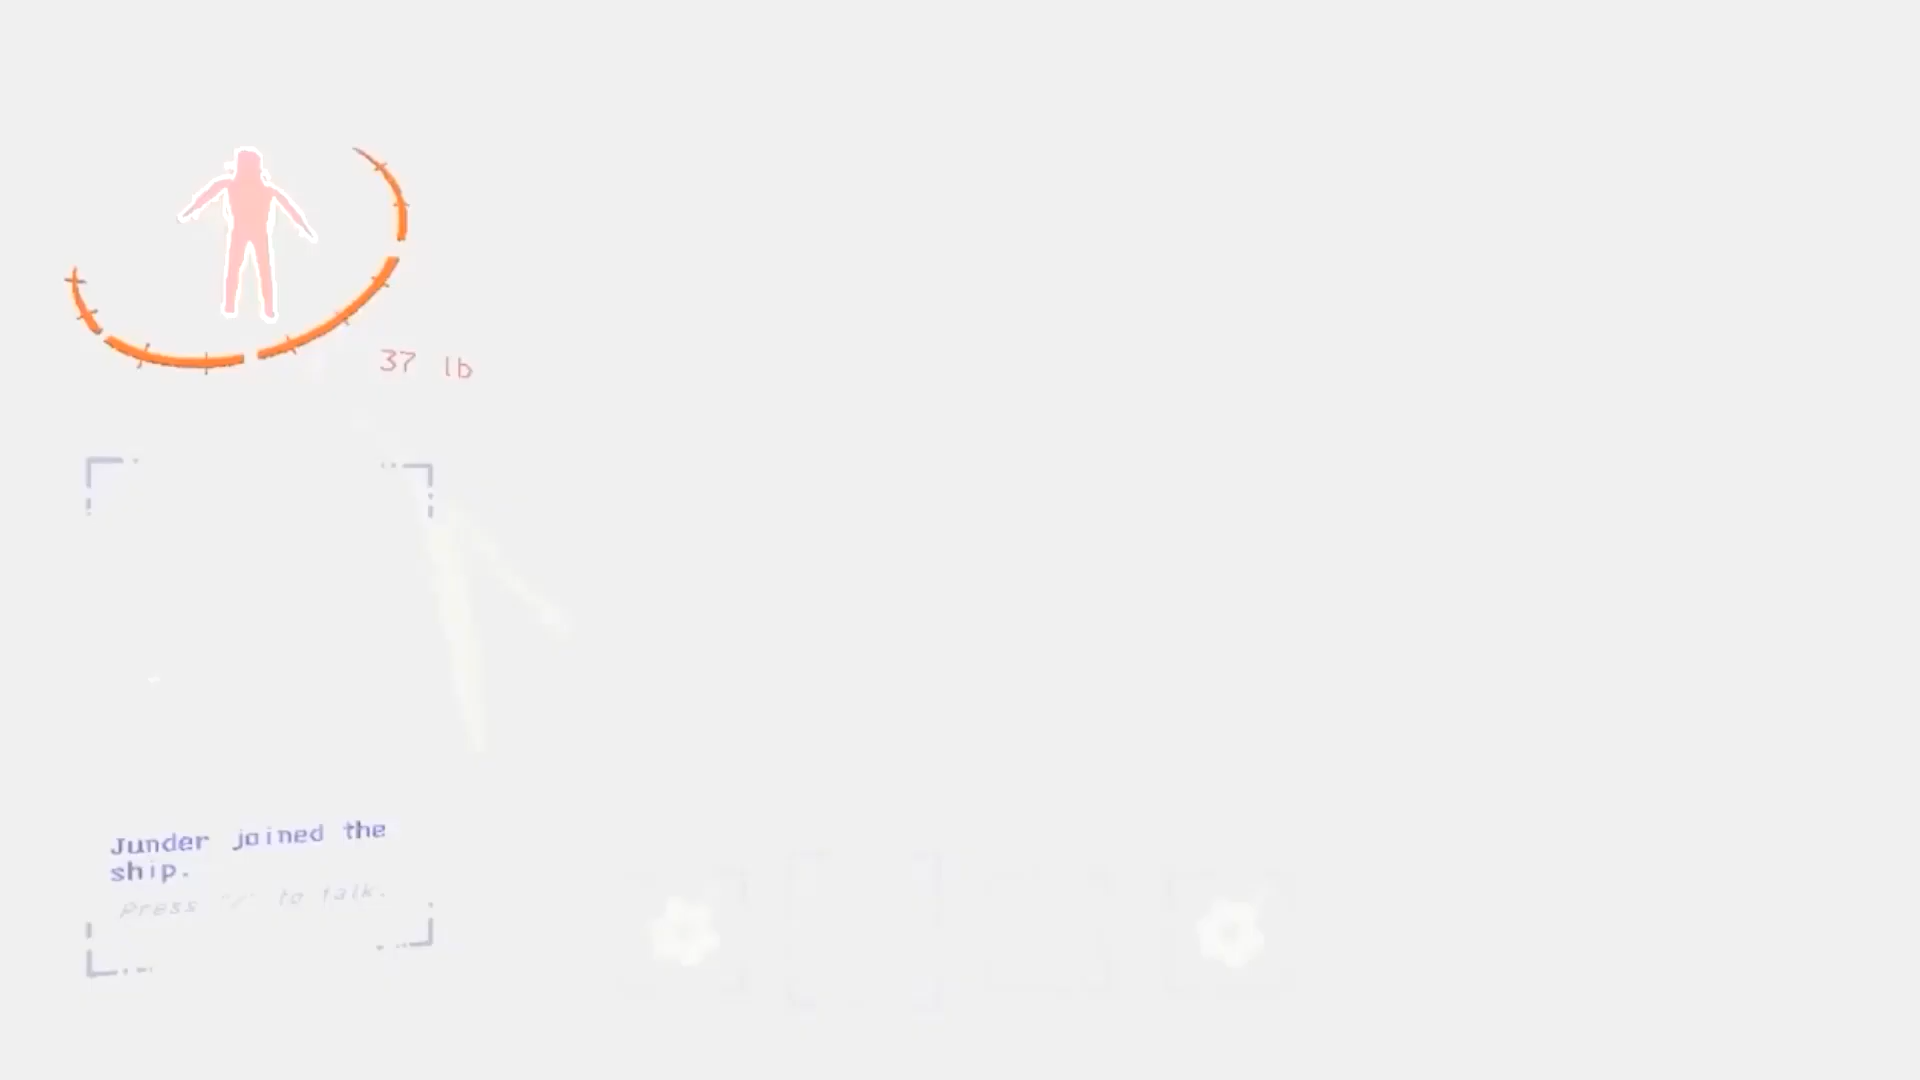 37 lb
Junder joined the
ship.
Press "/" to talk.